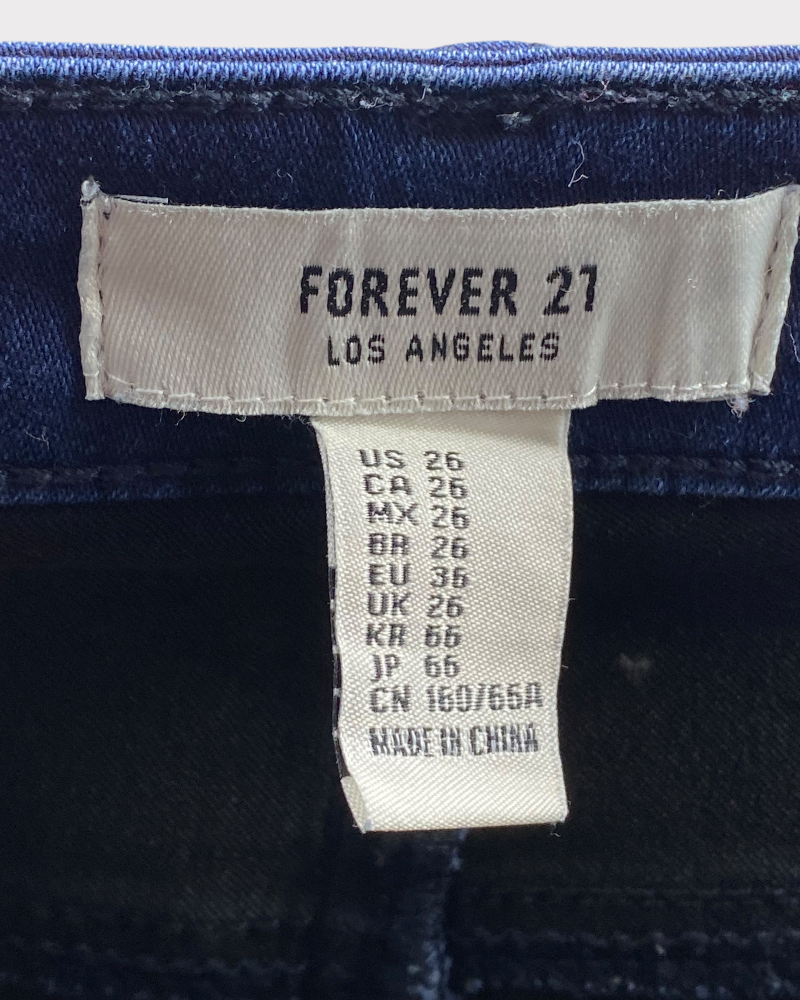 FOREVER 21
LOS ANGELES
US 26
CA 26
MX 26
BR 26
EU 36
UK 26
KR 66
JP 66
CN 160/66A
MADE IN CHINA